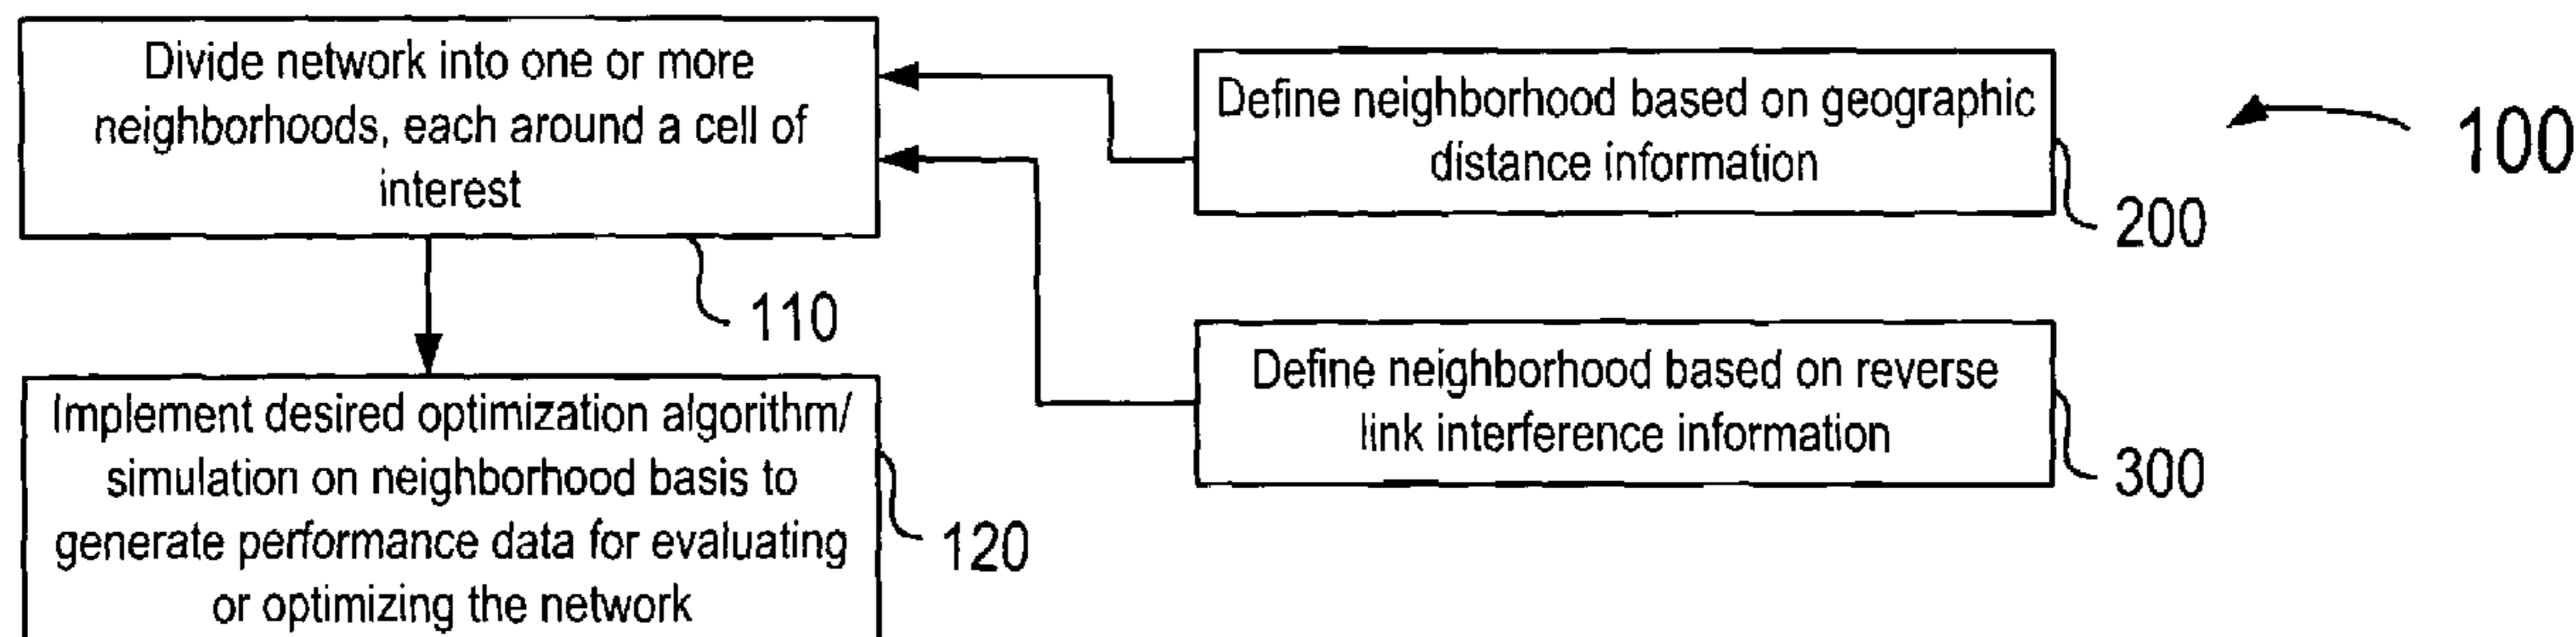 Divide network into one or more
neighborhoods, each around a cell of
interest
110
Define neighborhood based on geographic
distance information
200
100
Define neighborhood based on reverse
link interference information
300
Implement desired optimization algorithm/
simulation on neighborhood basis to
generate performance data for evaluating
or optimizing the network
120